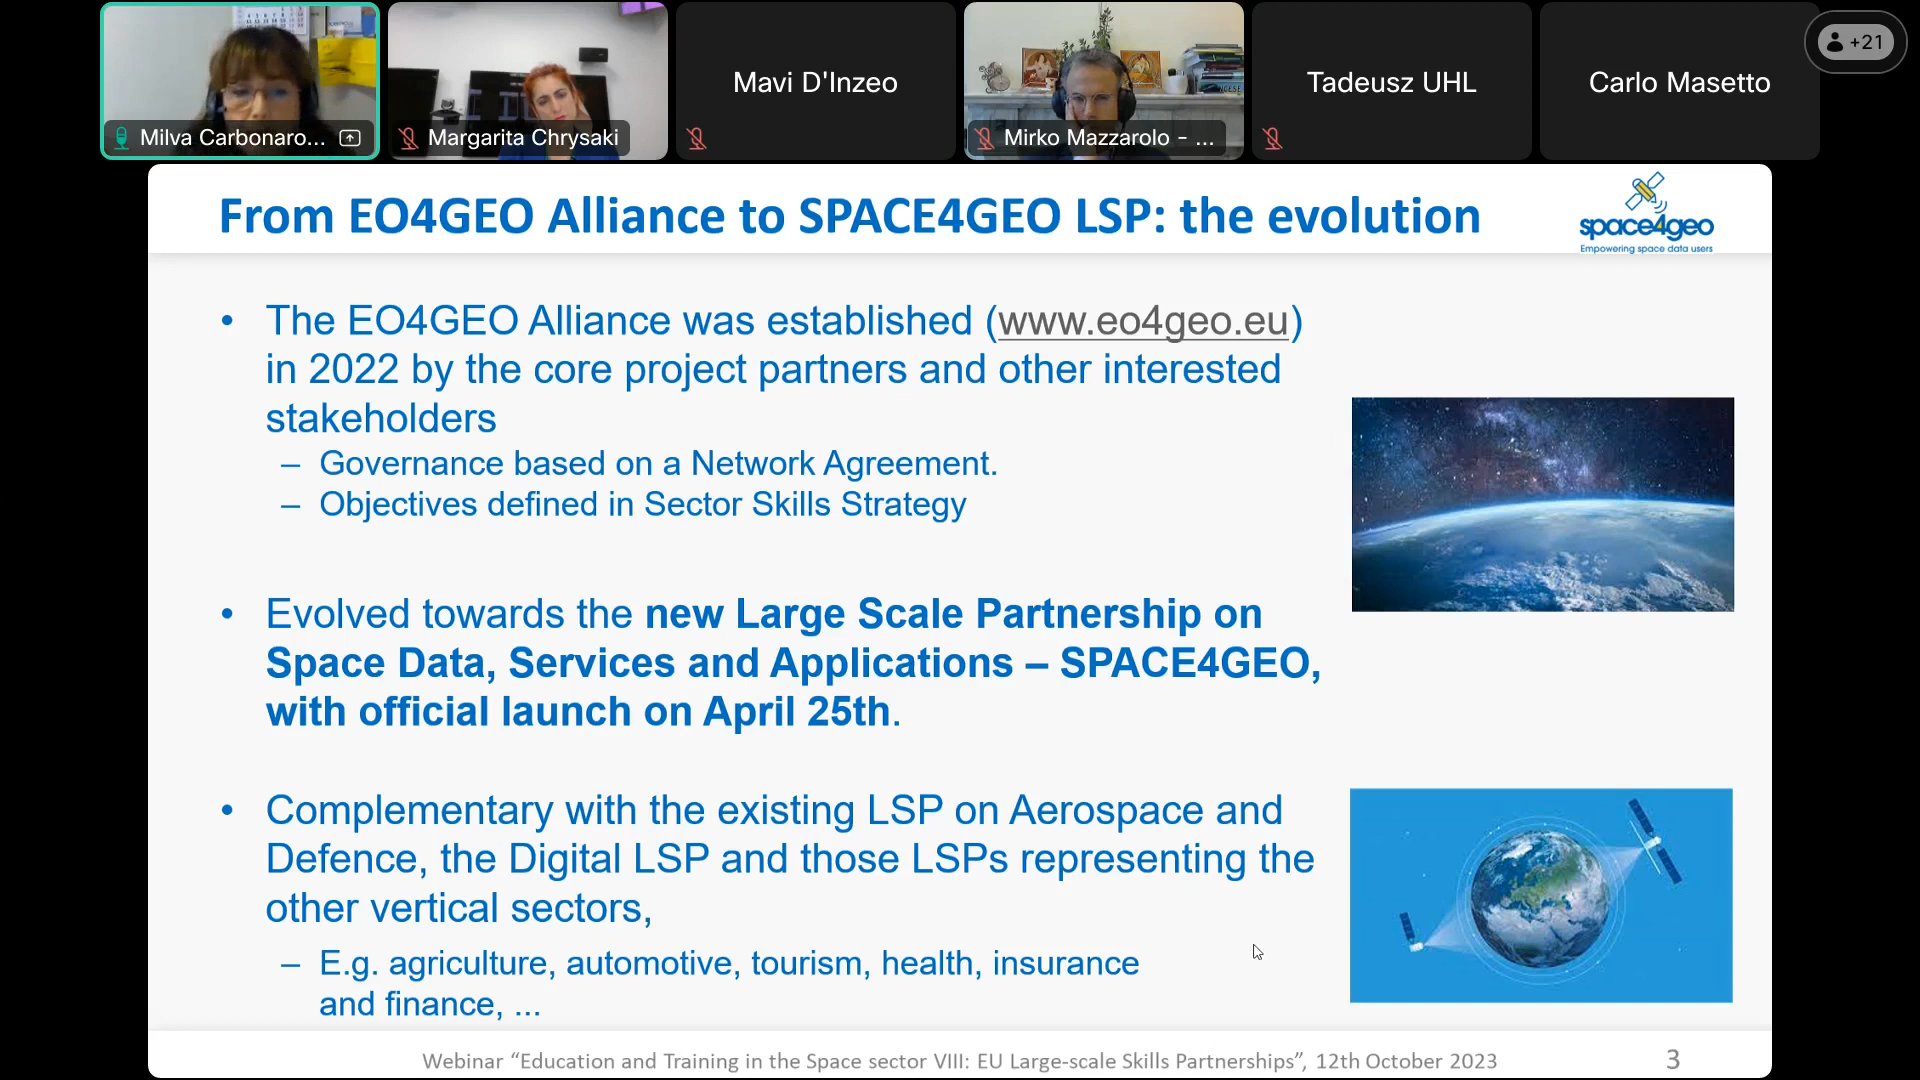 Milva Carbonaro...
Margarita Chrysaki
Mavi D'Inzeo
Mirko Mazzarolo - ...
Tadeusz UHL
Carlo Masetto
+21
From EO4GEO Alliance to SPACE4GEO LSP: the evolution
space4geo
Empowering space data users
• The EO4GEO Alliance was established (www.eo4geo.eu)
in 2022 by the core project partners and other interested
stakeholders
– Governance based on a Network Agreement.
– Objectives defined in Sector Skills Strategy
• Evolved towards the new Large Scale Partnership on
Space Data, Services and Applications – SPACE4GEO,
with official launch on April 25th.
• Complementary with the existing LSP on Aerospace and
Defence, the Digital LSP and those LSPs representing the
other vertical sectors,
– E.g. agriculture, automotive, tourism, health, insurance
and finance, ...
Webinar “Education and Training in the Space sector VIII: EU Large-scale Skills Partnerships”, 12th October 2023
3